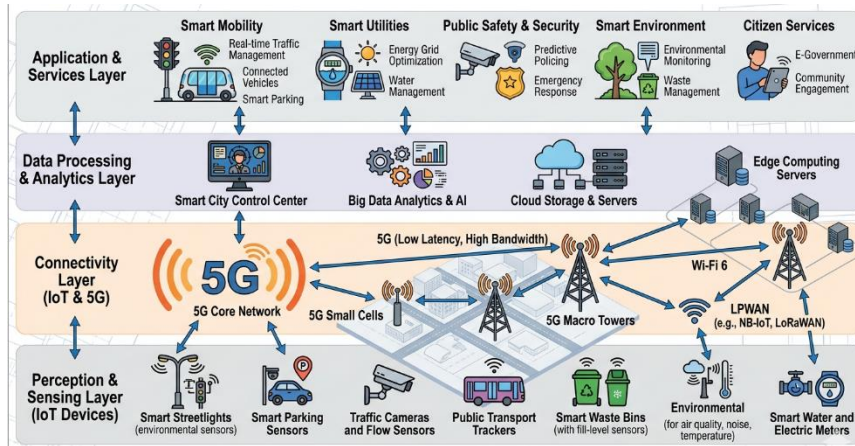 Smart Mobility
Smart Utilities
Public Safety & Security
Smart Environment
Citizen Services
Application &
Services Layer
Real-time Traffic
Management
Connected
Vehicles
Smart Parking
Energy Grid
Optimization
Water
Management
Predictive
Policing
Emergency
Response
Environmental
Monitoring
Waste
Management
E-Government
Community
Engagement
Data Processing
& Analytics Layer
Smart City Control Center
Big Data Analytics & AI
Cloud Storage & Servers
Edge Computing
Servers
Connectivity
Layer
(IoT & 5G)
5G
5G Core Network
5G (Low Latency, High Bandwidth)
5G Small Cells
5G Macro Towers
Wi-Fi 6
LPWAN
(e.g., NB-IoT, LoRaWAN)
Perception &
Sensing Layer
(IoT Devices)
Smart Streetlights
(environmental sensors)
P
Smart Parking
Sensors
Traffic Cameras
and Flow Sensors
Public Transport
Trackers
Smart Waste Bins
(with fill-level sensors)
Environmental
(for air quality, noise,
temperature)
Smart Water and
Electric Meters